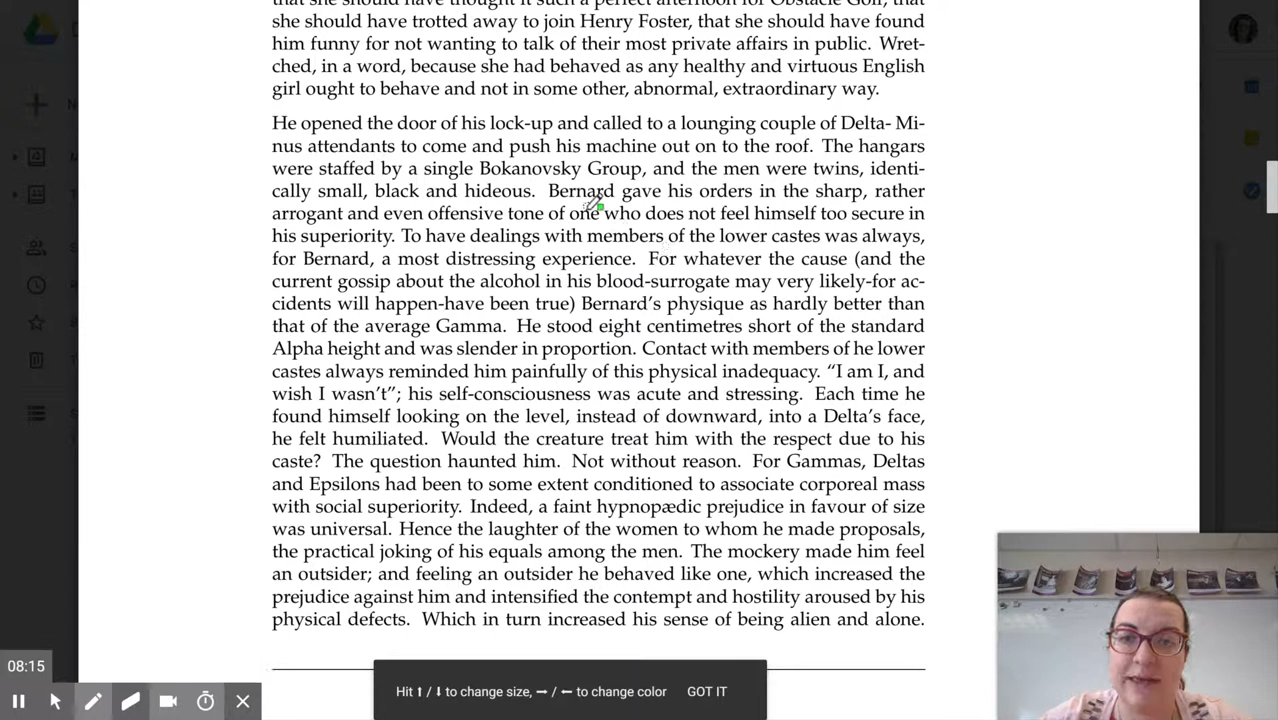 that she should have thought it such a perfect afternoon for Obstacle Golf, that
she should have trotted away to join Henry Foster, that she should have found
him funny for not wanting to talk of their most private affairs in public. Wret-
ched, in a word, because she had behaved as any healthy and virtuous English
girl ought to behave and not in some other, abnormal, extraordinary way.
He opened the door of his lock-up and called to a lounging couple of Delta- Mi-
nus attendants to come and push his machine out on to the roof. The hangars
were staffed by a single Bokanovsky Group, and the men were twins, identi-
cally small, black and hideous. Bernard gave his orders in the sharp, rather
arrogant and even offensive tone of one who does not feel himself too secure in
his superiority. To have dealings with members of the lower castes was always,
for Bernard, a most distressing experience. For whatever the cause (and the
current gossip about the alcohol in his blood-surrogate may very likely-for ac-
cidents will happen-have been true) Bernard's physique as hardly better than
that of the average Gamma. He stood eight centimetres short of the standard
Alpha height and was slender in proportion. Contact with members of he lower
castes always reminded him painfully of this physical inadequacy. “I am I, and
wish I wasn't”; his self-consciousness was acute and stressing. Each time he
found himself looking on the level, instead of downward, into a Delta's face,
he felt humiliated. Would the creature treat him with the respect due to his
caste? The question haunted him. Not without reason. For Gammas, Deltas
and Epsilons had been to some extent conditioned to associate corporeal mass
with social superiority. Indeed, a faint hypnopædic prejudice in favour of size
was universal. Hence the laughter of the women to whom he made proposals,
the practical joking of his equals among the men. The mockery made him feel
an outsider; and feeling an outsider he behaved like one, which increased the
prejudice against him and intensified the contempt and hostility aroused by his
physical defects. Which in turn increased his sense of being alien and alone.
08:15
Hit ⬆ / ⬇ to change size, ➡ / ⬅ to change color GOT IT